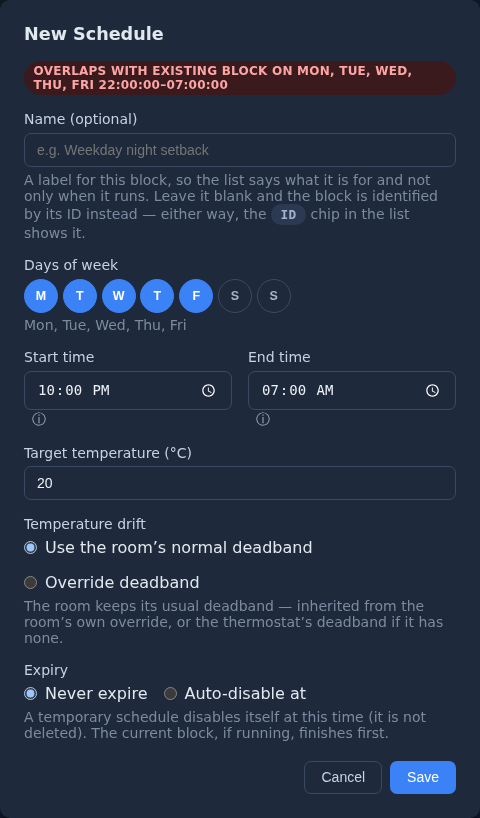 New Schedule
OVERLAPS WITH EXISTING BLOCK ON MON, TUE, WED,
THU, FRI 22:00:00–07:00:00
Name (optional)
e.g. Weekday night setback
A label for this block, so the list says what it is for and not
only when it runs. Leave it blank and the block is identified
by its ID instead — either way, the ID chip in the list
shows it.
Days of week
M T W T F S S
Mon, Tue, Wed, Thu, Fri
Start time End time
10:00 PM 07:00 AM
ⓘ ⓘ
Target temperature (°C)
20
Temperature drift
Use the room’s normal deadband
Override deadband
The room keeps its usual deadband — inherited from the
room’s own override, or the thermostat’s deadband if it has
none.
Expiry
Never expire Auto-disable at
A temporary schedule disables itself at this time (it is not
deleted). The current block, if running, finishes first.
Cancel Save